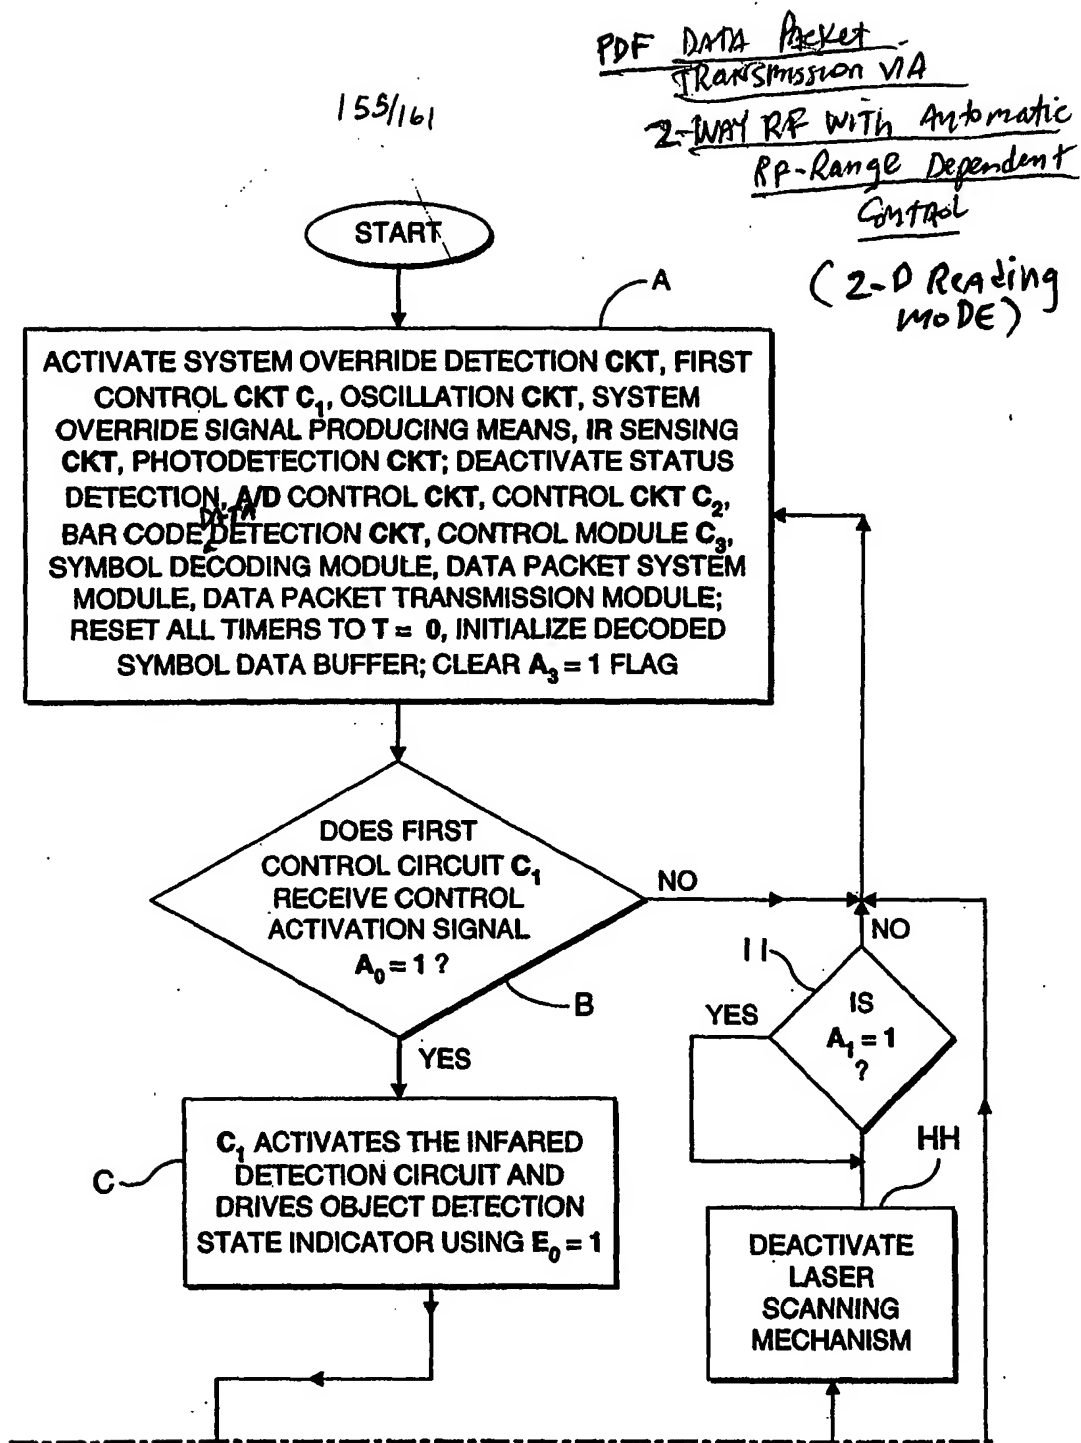 PDF DATA Packet
TRANSmission VIA
155/161
2-WAY RF WITH Automatic
RF-Range Dependent
CONTROL
(2-D Reading
MODE)
START
A
ACTIVATE SYSTEM OVERRIDE DETECTION CKT, FIRST
CONTROL CKT C₁, OSCILLATION CKT, SYSTEM
OVERRIDE SIGNAL PRODUCING MEANS, IR SENSING
CKT, PHOTODETECTION CKT; DEACTIVATE STATUS
DETECTION, A/D CONTROL CKT, CONTROL CKT C₂,
DATA
BAR CODE DETECTION CKT, CONTROL MODULE C₃,
SYMBOL DECODING MODULE, DATA PACKET SYSTEM
MODULE, DATA PACKET TRANSMISSION MODULE;
RESET ALL TIMERS TO T = 0, INITIALIZE DECODED
SYMBOL DATA BUFFER; CLEAR A₃ = 1 FLAG
DOES FIRST
CONTROL CIRCUIT C₁
RECEIVE CONTROL
ACTIVATION SIGNAL
A₀ = 1 ?
NO
B
YES
NO
II
IS
A₁ = 1
?
YES
C₁ ACTIVATES THE INFARED
DETECTION CIRCUIT AND
DRIVES OBJECT DETECTION
STATE INDICATOR USING E₀ = 1
C
HH
DEACTIVATE
LASER
SCANNING
MECHANISM